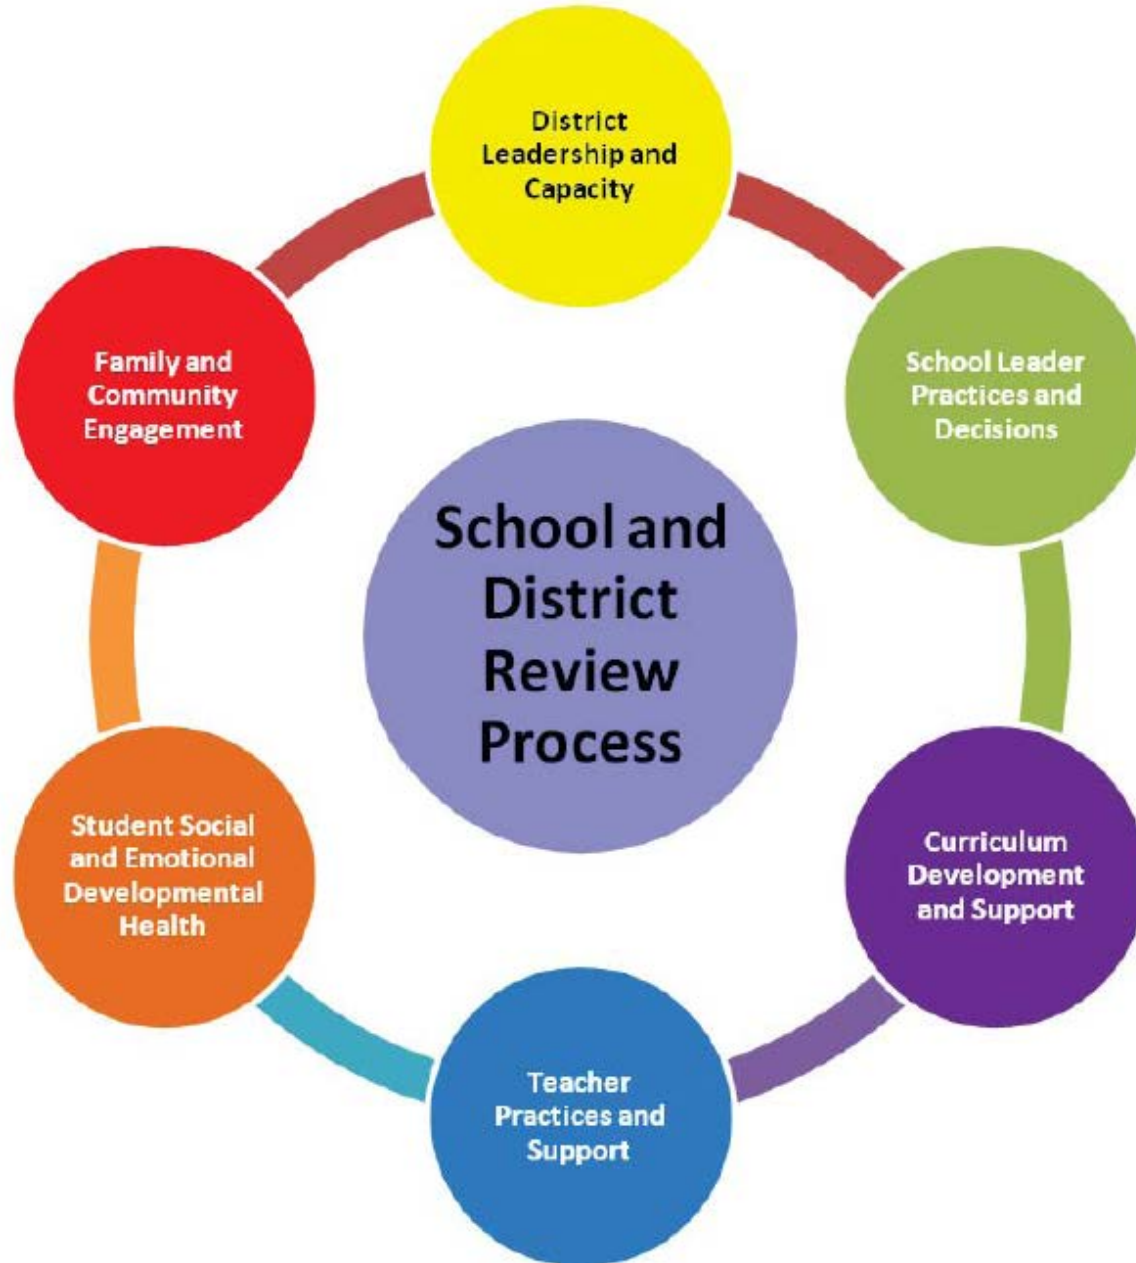 District
Leadership and
Capacity
School Leader
Practices and
Decisions
Curriculum
Development
and Support
Teacher
Practices and
Support
Student Social
and Emotional
Developmental
Health
Family and
Community
Engagement
School and
District
Review
Process